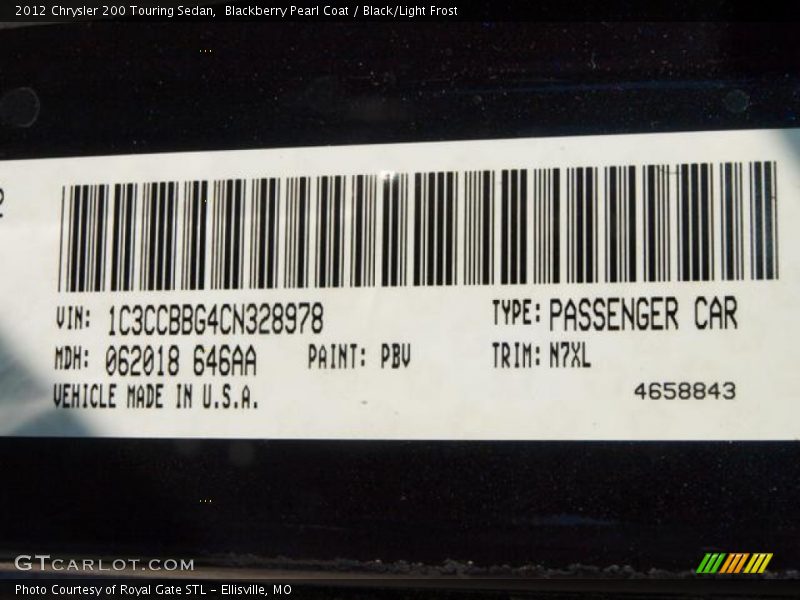 2012 Chrysler 200 Touring Sedan, Blackberry Pearl Coat / Black/Light Frost
VIN: 1C3CCBBG4CN328978 TYPE: PASSENGER CAR
MDH: 062018 646AA PAINT: PBV TRIM: N7XL
VEHICLE MADE IN U.S.A. 4658843
GTCARLOT.COM
Photo Courtesy of Royal Gate STL - Ellisville, MO